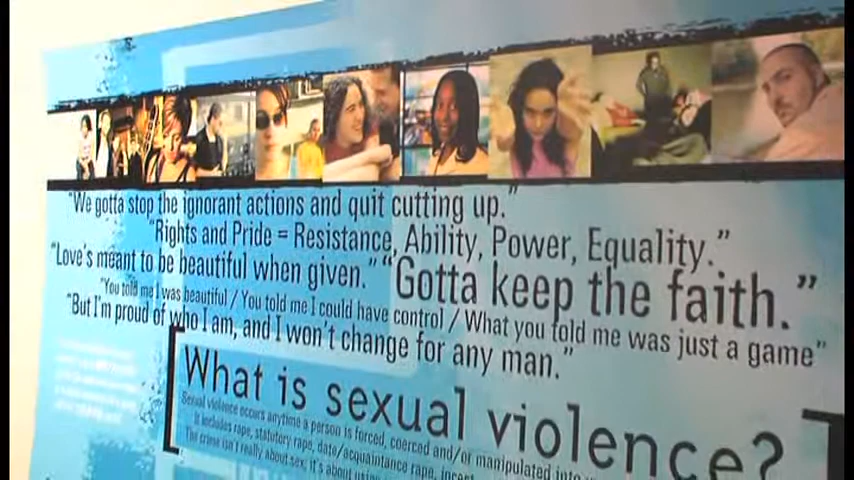 "We gotta stop the ignorant actions and quit cutting up."
"Rights and Pride = Resistance, Ability, Power, Equality."
"Love's meant to be beautiful when given." "Gotta keep the faith."
"You told me I was beautiful / You told me I could have control / What you told me was just a game"
"But I'm proud of who I am, and I won't change for any man."
[What is sexual violence?]
Sexual violence occurs anytime a person is forced, coerced and/or manipulated into
It includes rape, statutory rape, date/acquaintance rape, incest
The crime isn't really about sex, it's about using